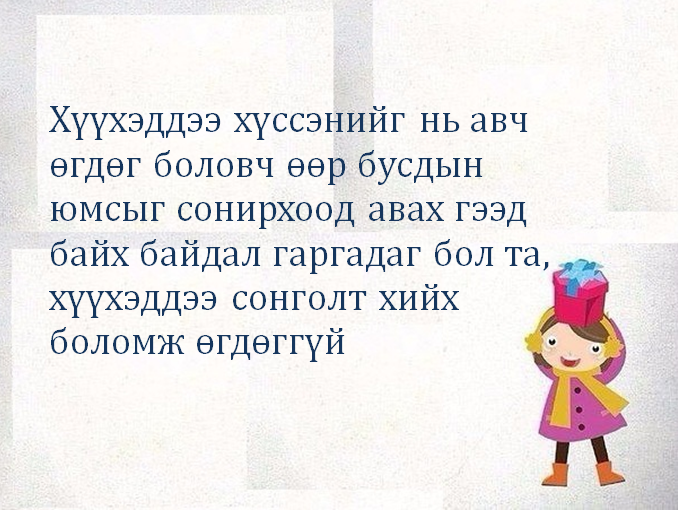 Хүүхэддээ хүссэнийг нь авч
өгдөг боловч өөр бусдын
юмсыг сонирхоод авах гээд
байх байдал гаргадаг бол та,
хүүхэддээ сонголт хийх
боломж өгдөггүй